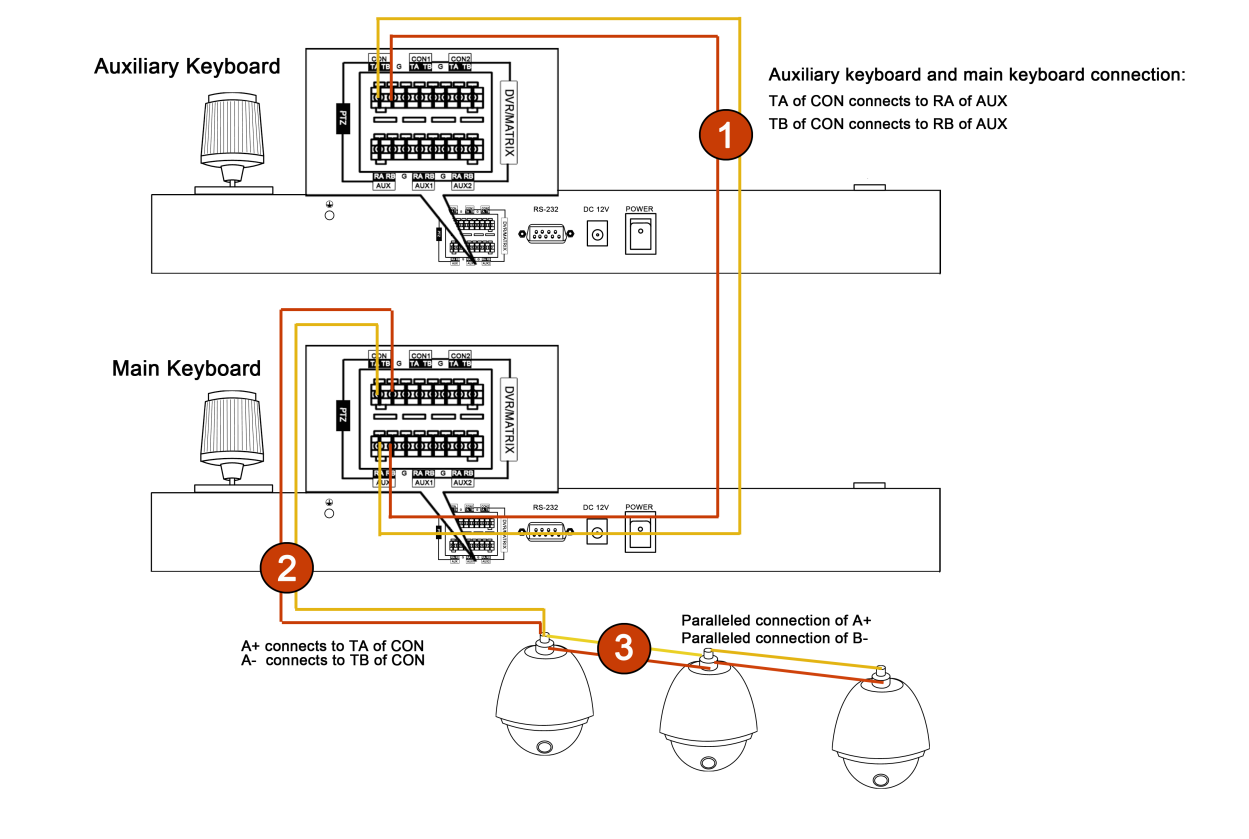 Auxiliary Keyboard
CON CON1 CON2
TA TB G TA TB G TA TB
PTZ
DVR/MATRIX
RA RB G RA RB G RA RB
AUX AUX1 AUX2
Auxiliary keyboard and main keyboard connection:
TA of CON connects to RA of AUX
TB of CON connects to RB of AUX
1
RS-232 DC 12V POWER
DVR/MATRIX
Main Keyboard
CON CON1 CON2
TA TB G TA TB G TA TB
PTZ
DVR/MATRIX
RA RB G RA RB G RA RB
AUX AUX1 AUX2
RS-232 DC 12V POWER
DVR/MATRIX
2
A+ connects to TA of CON
A- connects to TB of CON
3
Paralleled connection of A+
Paralleled connection of B-